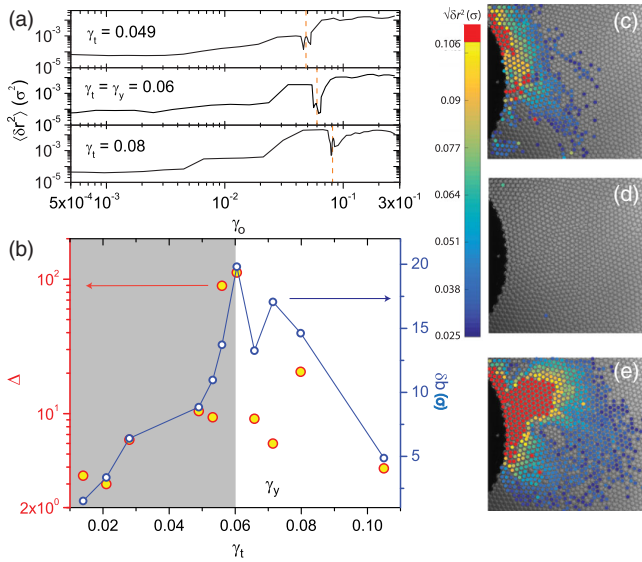 (a)
γt = 0.049
γt = γy = 0.06
γt = 0.08
10⁻³
10⁻⁵
10⁻³
10⁻⁵
10⁻³
10⁻⁵
⟨δr²⟩ (σ²)
5x10⁻⁴ 10⁻³ 10⁻² 10⁻¹ 3x10⁻¹
γo
(b)
10²
10¹
2x10⁰
Δ
20
15
10
5
δb (σ)
γy
0.02 0.04 0.06 0.08 0.10
γt
√δr² (σ)
0.106
0.09
0.077
0.064
0.051
0.038
0.025
(c)
(d)
(e)